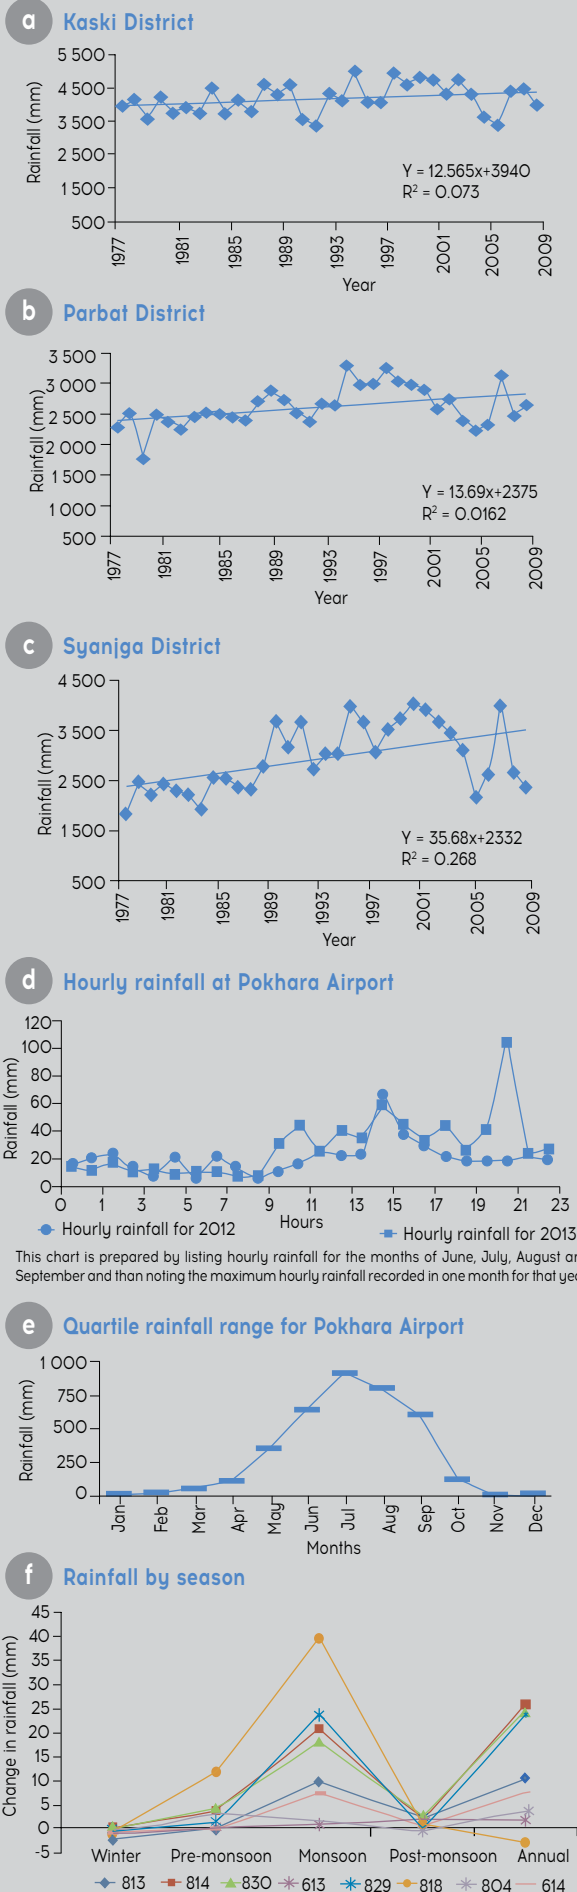 a Kaski District
5 500
4 500
3 500
2 500
1 500
500
Rainfall (mm)
Y = 12.565x+3940
R² = 0.073
1977 1981 1985 1989 1993 1997 2001 2005 2009
Year
b Parbat District
3 500
3 000
2 500
2 000
1 500
1 000
500
Rainfall (mm)
Y = 13.69x+2375
R² = 0.0162
1977 1981 1985 1989 1993 1997 2001 2005 2009
Year
c Syanjga District
4 500
3 500
2 500
1 500
500
Rainfall (mm)
Y = 35.68x+2332
R² = 0.268
1977 1981 1985 1989 1993 1997 2001 2005 2009
Year
d Hourly rainfall at Pokhara Airport
120
100
80
60
40
20
0
Rainfall (mm)
0 1 3 5 7 9 11 13 15 17 19 21 23
Hours
Hourly rainfall for 2012
Hourly rainfall for 2013
This chart is prepared by listing hourly rainfall for the months of June, July, August
September and than noting the maximum hourly rainfall recorded in one month for that
e Quartile rainfall range for Pokhara Airport
1 000
750
500
250
0
Rainfall (mm)
Jan Feb Mar Apr May Jun Jul Aug Sep Oct Nov Dec
Months
f Rainfall by season
45
40
35
30
25
20
15
10
5
0
-5
Change in rainfall (mm)
Winter Pre-monsoon Monsoon Post-monsoon Annual
813 814 830 613 829 818 804 614